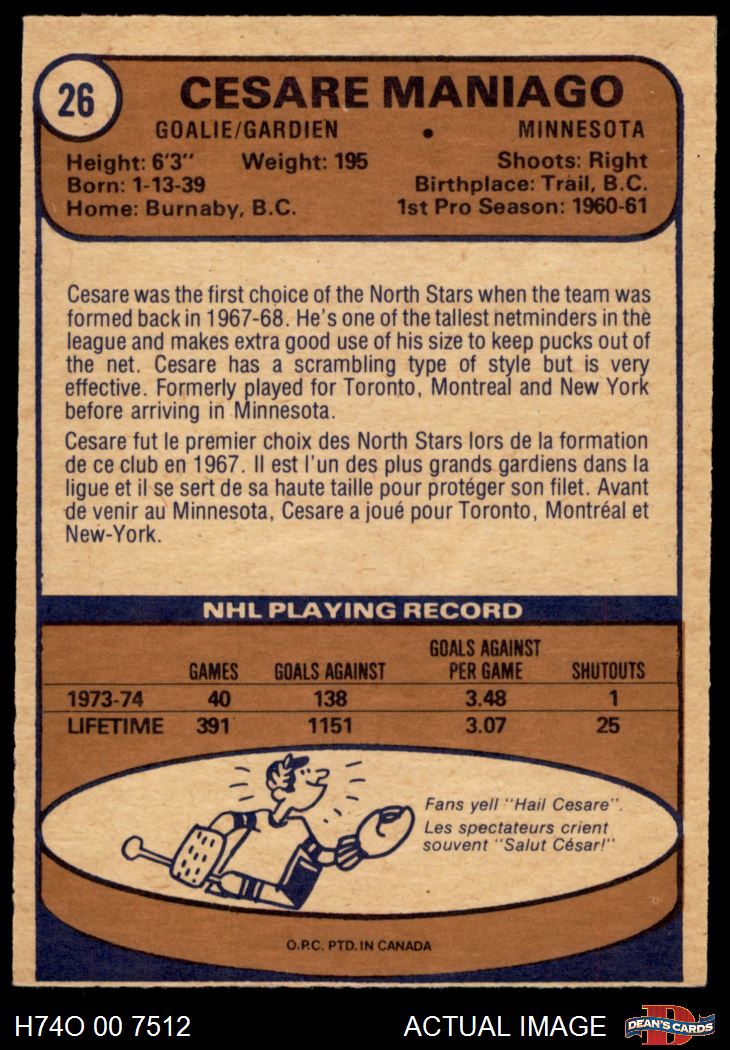 26
CESARE MANIAGO
GOALIE/GARDIEN • MINNESOTA
Height: 6'3" Weight: 195 Shoots: Right
Born: 1-13-39 Birthplace: Trail, B.C.
Home: Burnaby, B.C. 1st Pro Season: 1960-61
Cesare was the first choice of the North Stars when the team was
formed back in 1967-68. He's one of the tallest netminders in the
league and makes extra good use of his size to keep pucks out of
the net. Cesare has a scrambling type of style but is very
effective. Formerly played for Toronto, Montreal and New York
before arriving in Minnesota.
Cesare fut le premier choix des North Stars lors de la formation
de ce club en 1967. Il est l'un des plus grands gardiens dans la
ligue et il se sert de sa haute taille pour protéger son filet. Avant
de venir au Minnesota, Cesare a joué pour Toronto, Montréal et
New-York.
NHL PLAYING RECORD
GAMES GOALS AGAINST GOALS AGAINST PER GAME SHUTOUTS
1973-74 40 138 3.48 1
LIFETIME 391 1151 3.07 25
Fans yell "Hail Cesare".
Les spectateurs crient
souvent "Salut César!"
O.P.C. PTD. IN CANADA
H74O 00 7512 ACTUAL IMAGE D DEAN'S CARDS